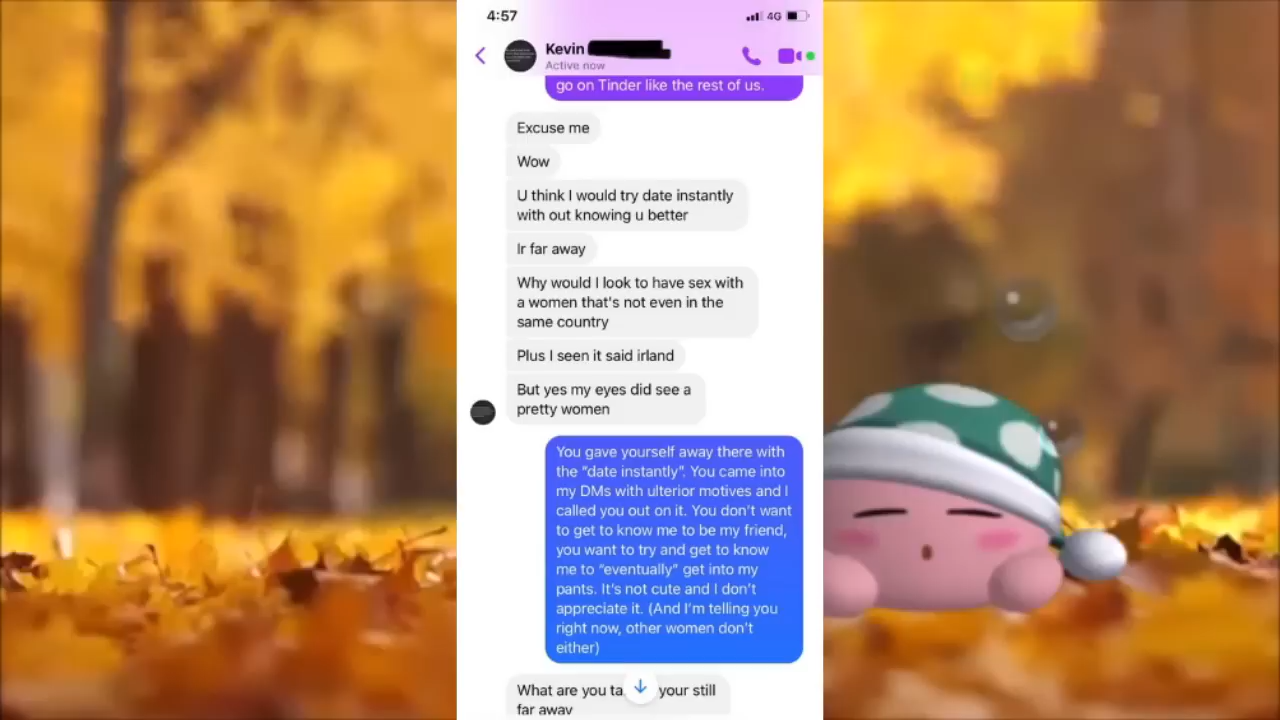 4:57
4G
Kevin
Active now
go on Tinder like the rest of us.
Excuse me
Wow
U think I would try date instantly
with out knowing u better
Ir far away
Why would I look to have sex with
a women that's not even in the
same country
Plus I seen it said irland
But yes my eyes did see a
pretty women
You gave yourself away there with
the “date instantly”. You came into
my DMs with ulterior motives and I
called you out on it. You don’t want
to get to know me to be my friend,
you want to try and get to know
me to “eventually” get into my
pants. It’s not cute and I don’t
appreciate it. (And I’m telling you
right now, other women don’t
either)
What are you your still
far away